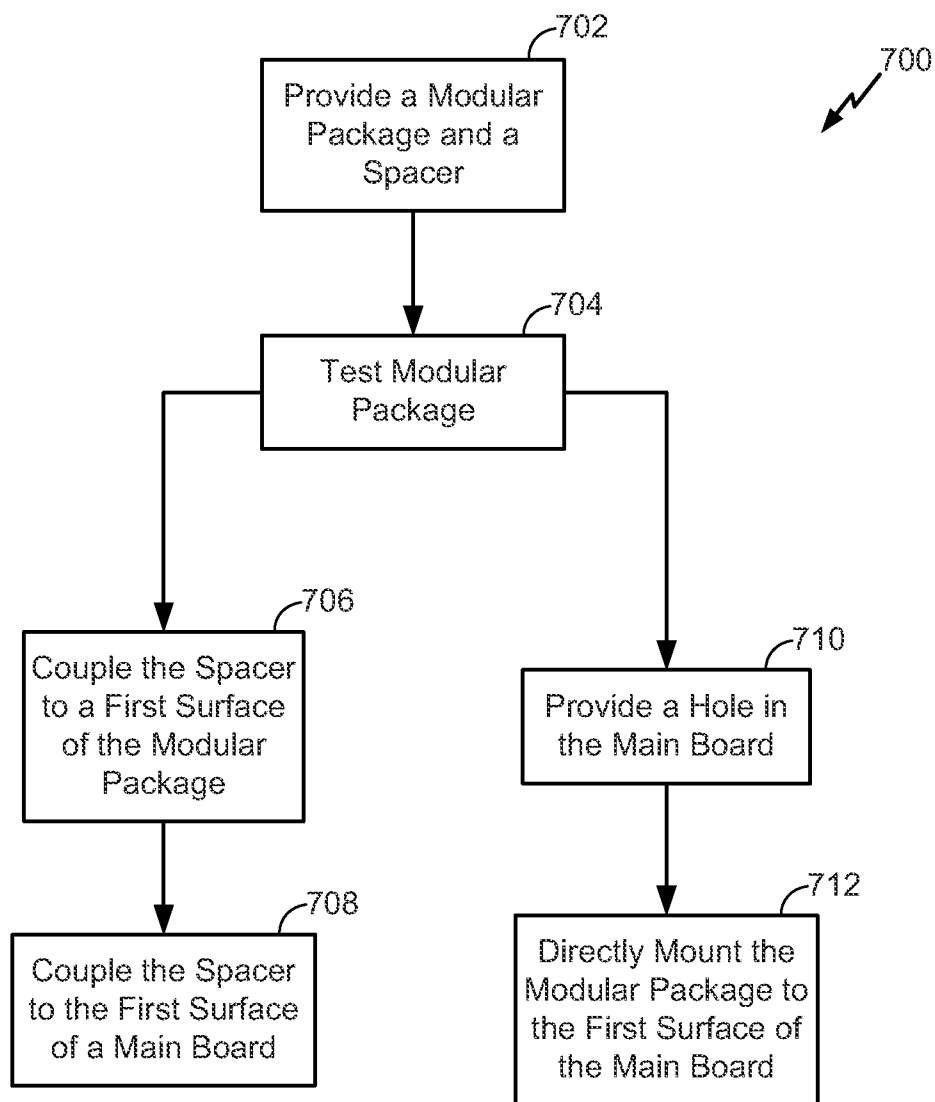 702
700
Provide a Modular
Package and a
Spacer
704
Test Modular
Package
706
Couple the Spacer
to a First Surface
of the Modular
Package
710
Provide a Hole in
the Main Board
708
Couple the Spacer
to the First Surface
of a Main Board
712
Directly Mount the
Modular Package to
the First Surface of
the Main Board